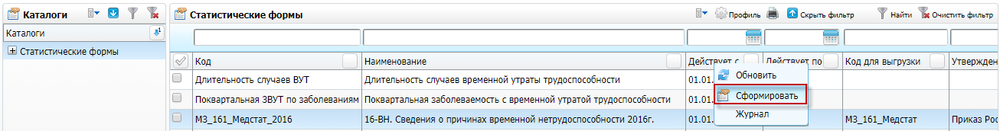 Каталоги
Статистические формы Профиль Скрыть фильтр Найти Очистить фильтр
Каталоги
Статистические формы
Код Наименование Действует с Действует по Код для выгрузки Утвержден
Длительность случаев ВУТ Длительность случаев временной утраты трудоспособности 01.01.
Поквартальная ЗВУТ по заболеваниям Поквартальная заболеваемость с временной утратой трудоспособности 01.01
МЗ_161_Медстат_2016 16-ВН. Сведения о причинах временной нетрудоспособности 2016г. 01.01. МЗ_161_Медстат Приказ Рос
Обновить
Сформировать
Журнал